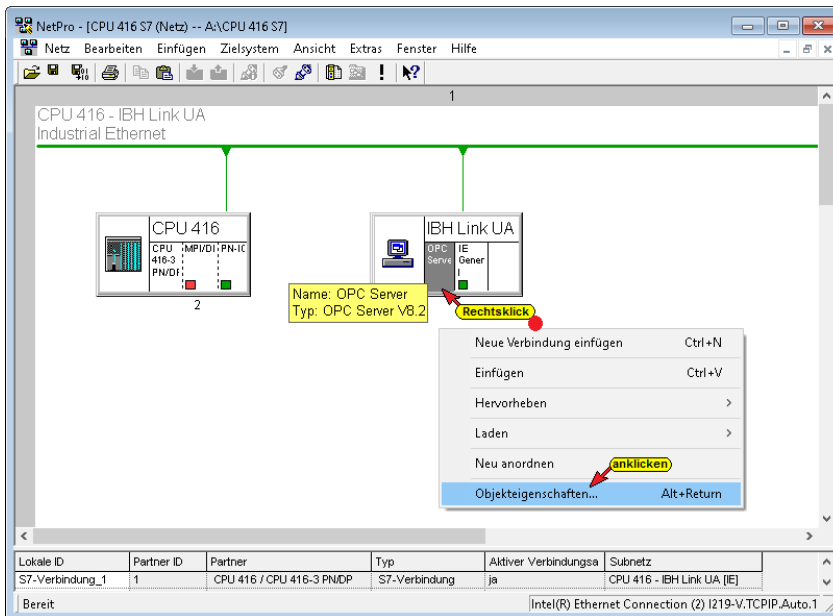 NetPro - [CPU 416 S7 (Netz) -- A:\CPU 416 S7]
Netz Bearbeiten Einfügen Zielsystem Ansicht Extras Fenster Hilfe
1
CPU 416 - IBH Link UA
Industrial Ethernet
CPU 416
CPU 416-3 PN/DF
MPI/DI
PN-IC
2
IBH Link UA
OPC Serve
IE Gener l
Name: OPC Server
Typ: OPC Server V8.2
Rechtsklick
Neue Verbindung einfügen Ctrl+N
Einfügen Ctrl+V
Hervorheben
Laden
Neu anordnen
anklicken
Objekteigenschaften... Alt+Return
Lokale ID Partner ID Partner Typ Aktiver Verbindungsa Subnetz
S7-Verbindung_1 1 CPU 416 / CPU 416-3 PN/DP S7-Verbindung ja CPU 416 - IBH Link UA [IE]
Bereit Intel(R) Ethernet Connection (2) I219-V.TCPIP.Auto.1